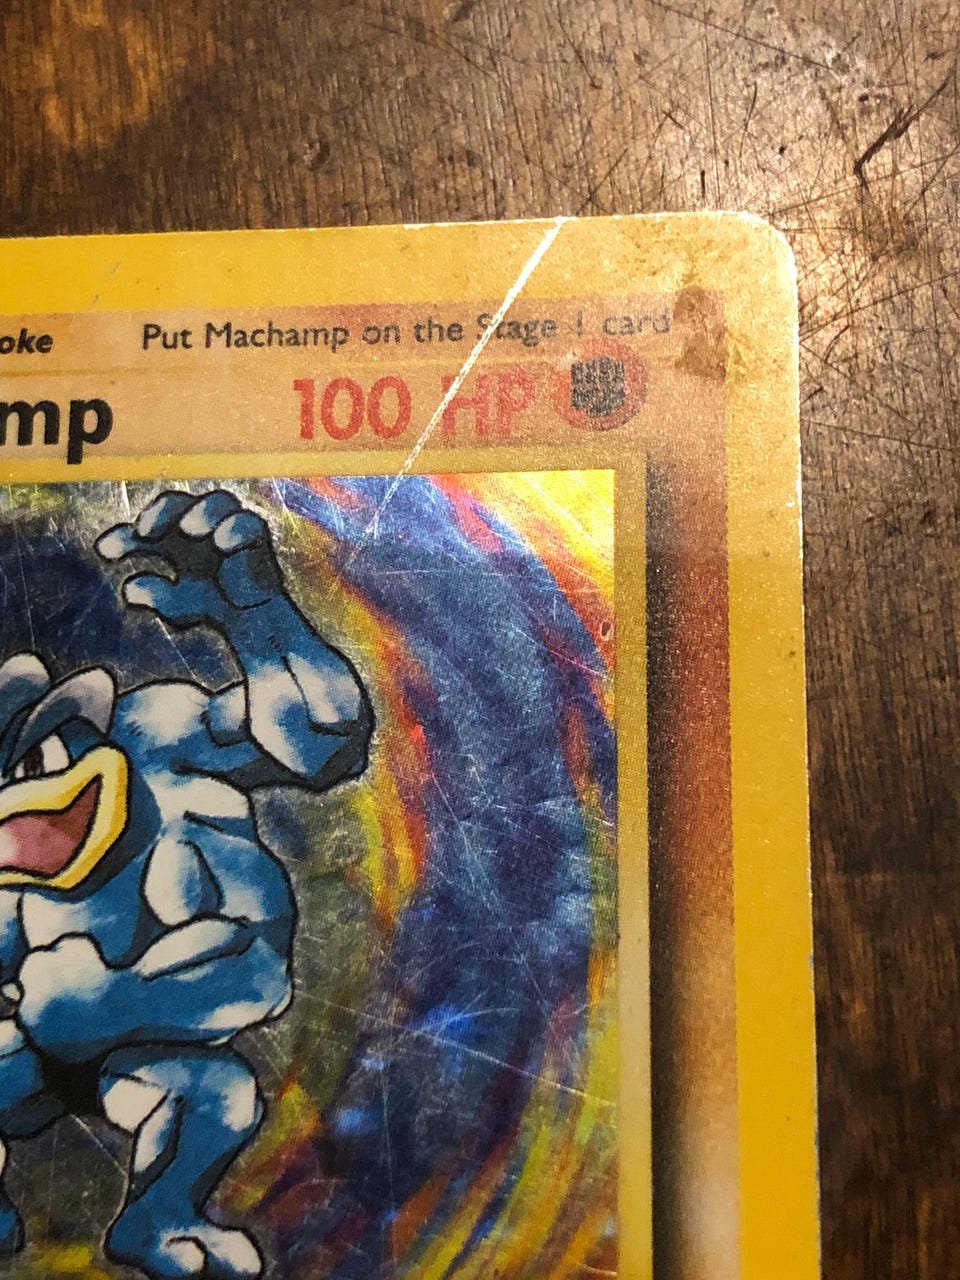 oke Put Machamp on the Stage 1 card
mp 100 HP